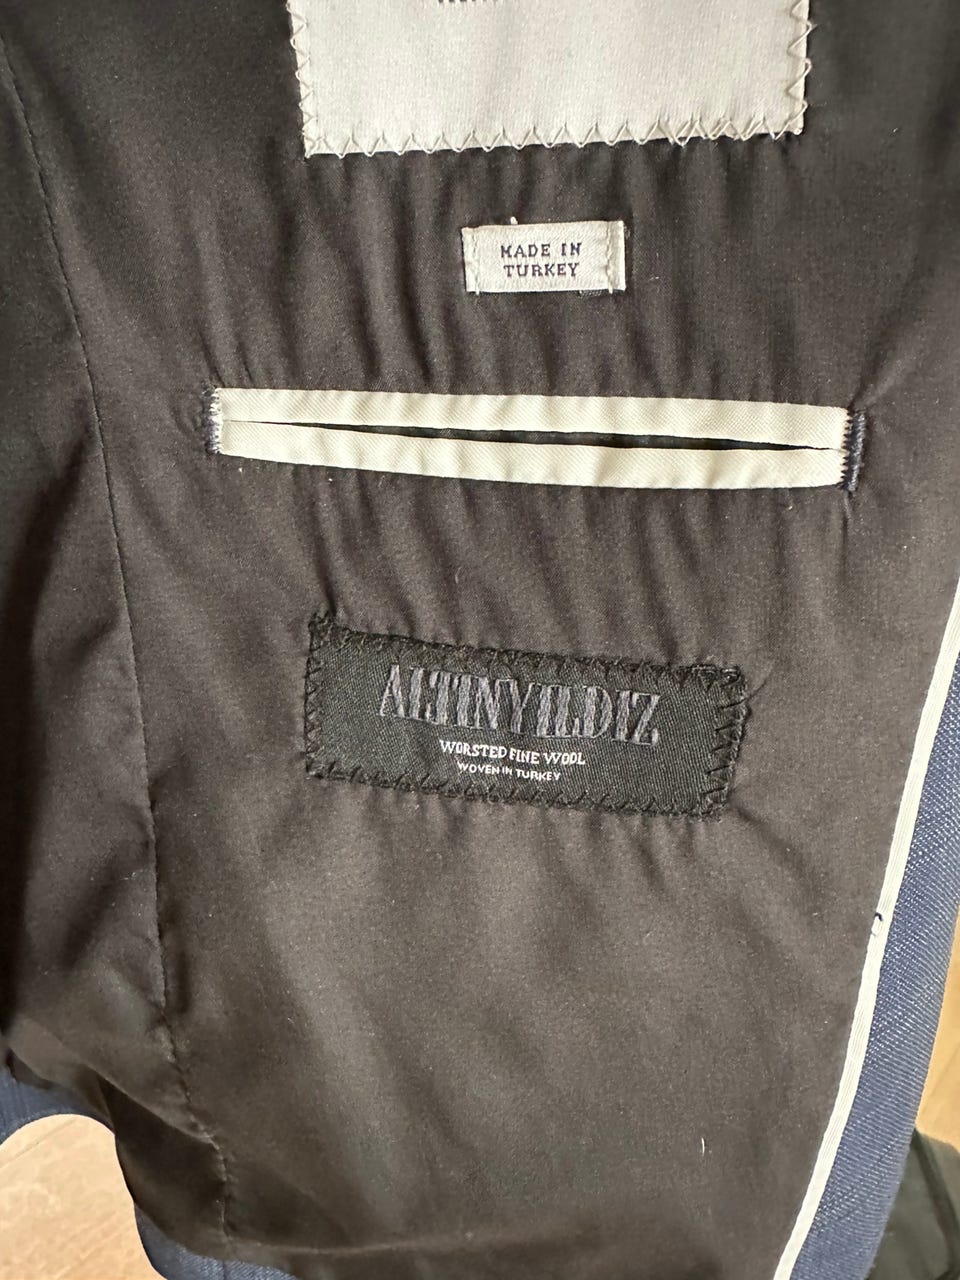 MADE IN
TURKEY
ALTINYILDIZ
WORSTED FINE WOOL
WOVEN IN TURKEY